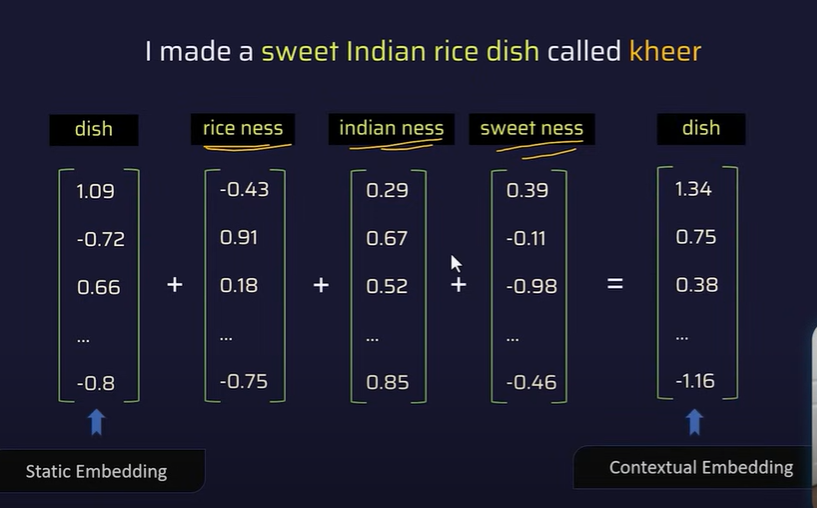 I made a sweet Indian rice dish called kheer
dish rice ness indian ness sweet ness dish
1.09 -0.43 0.29 0.39 1.34
-0.72 0.91 0.67 -0.11 0.75
0.66 + 0.18 + 0.52 + -0.98 = 0.38
... ... ... ... ...
-0.8 -0.75 0.85 -0.46 -1.16
Static Embedding Contextual Embedding